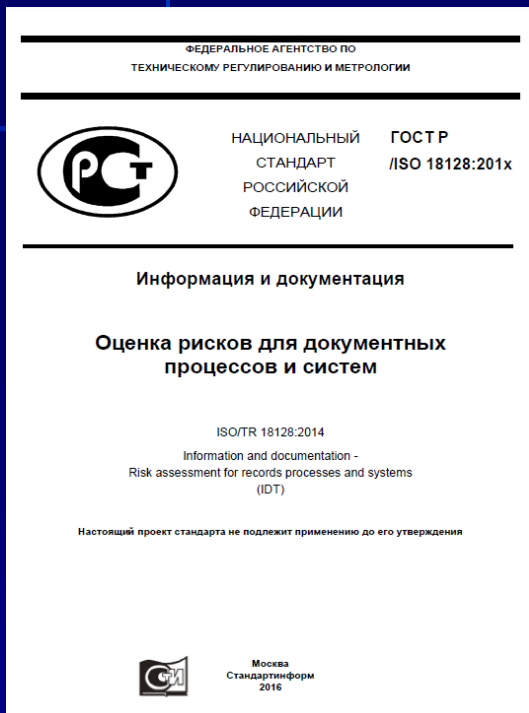 ФЕДЕРАЛЬНОЕ АГЕНТСТВО ПО
ТЕХНИЧЕСКОМУ РЕГУЛИРОВАНИЮ И МЕТРОЛОГИИ
РСТ
НАЦИОНАЛЬНЫЙ
СТАНДАРТ
РОССИЙСКОЙ
ФЕДЕРАЦИИ
ГОСТ Р
/ISO 18128:201x
Информация и документация
Оценка рисков для документных
процессов и систем
ISO/TR 18128:2014
Information and documentation -
Risk assessment for records processes and systems
(IDT)
Настоящий проект стандарта не подлежит применению до его утверждения
Москва
Стандартинформ
2016